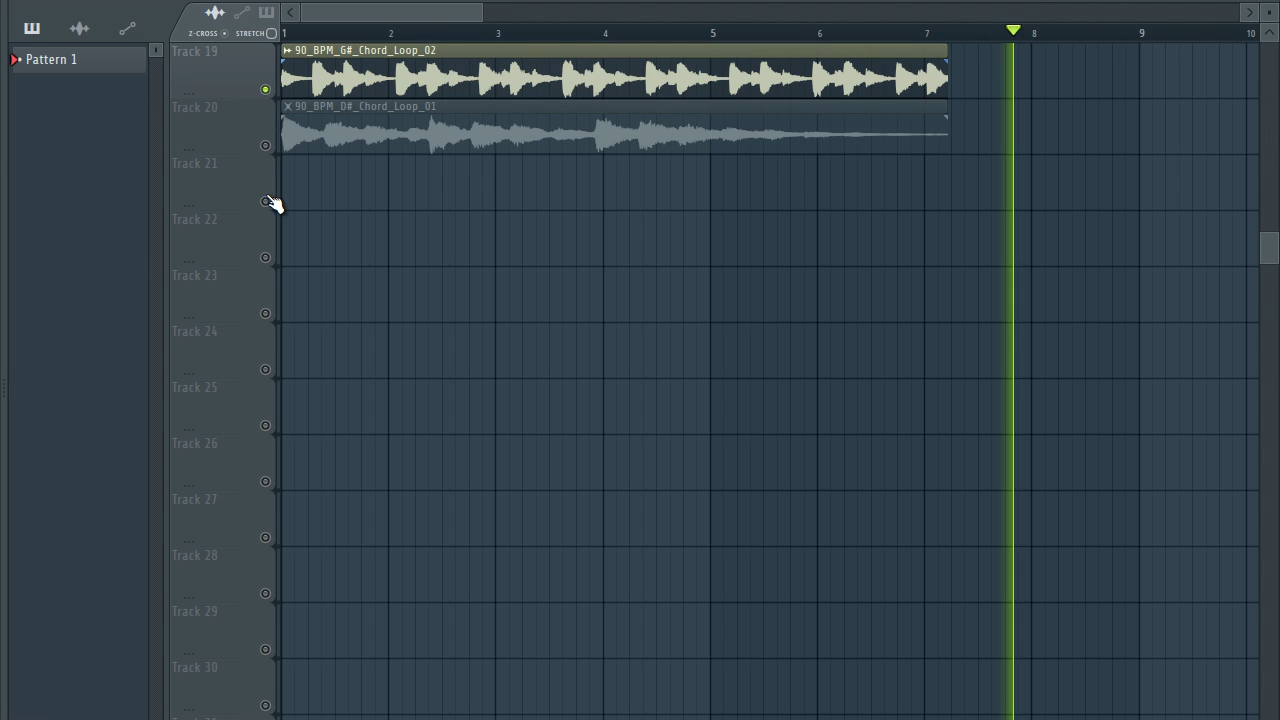 Z-CROSS STRETCH
1 2 3 4 5 6 7 8 9 10
Pattern 1
Track 19
90_BPM_G#_Chord_Loop_02
Track 20
90_BPM_D#_Chord_Loop_01
Track 21
Track 22
Track 23
Track 24
Track 25
Track 26
Track 27
Track 28
Track 29
Track 30